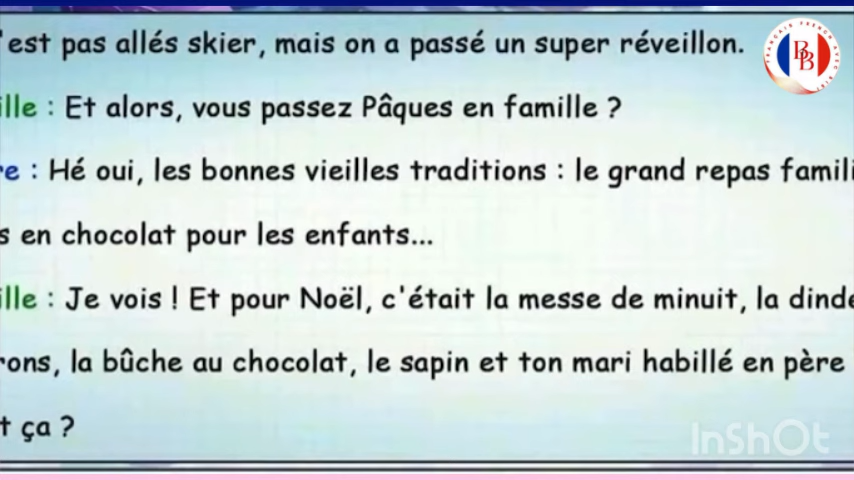 'est pas allés skier, mais on a passé un super réveillon.
ille : Et alors, vous passez Pâques en famille ?
re : Hé oui, les bonnes vieilles traditions : le grand repas famili
s en chocolat pour les enfants...
ille : Je vois ! Et pour Noël, c'était la messe de minuit, la dinde
rons, la bûche au chocolat, le sapin et ton mari habillé en père
t ça ?
BB
InShOt